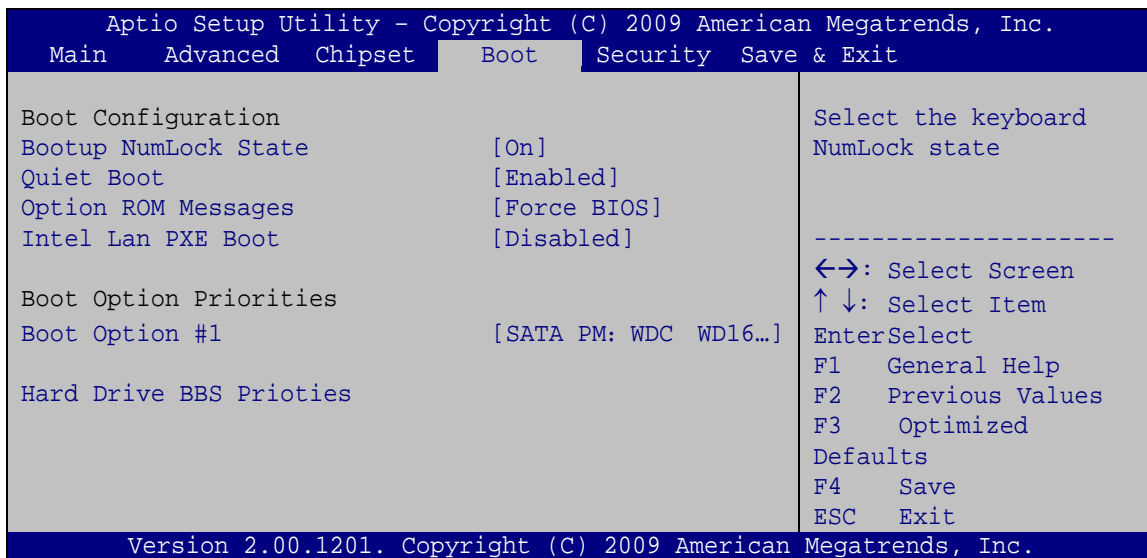 Aptio Setup Utility – Copyright (C) 2009 American Megatrends, Inc.
Main Advanced Chipset Boot Security Save & Exit
Boot Configuration
Bootup NumLock State [On]
Quiet Boot [Enabled]
Option ROM Messages [Force BIOS]
Intel Lan PXE Boot [Disabled]
Boot Option Priorities
Boot Option #1 [SATA PM: WDC WD16…]
Hard Drive BBS Prioties
Select the keyboard
NumLock state
---------------------
←→: Select Screen
↑ ↓: Select Item
EnterSelect
F1 General Help
F2 Previous Values
F3 Optimized
Defaults
F4 Save
ESC Exit
Version 2.00.1201. Copyright (C) 2009 American Megatrends, Inc.